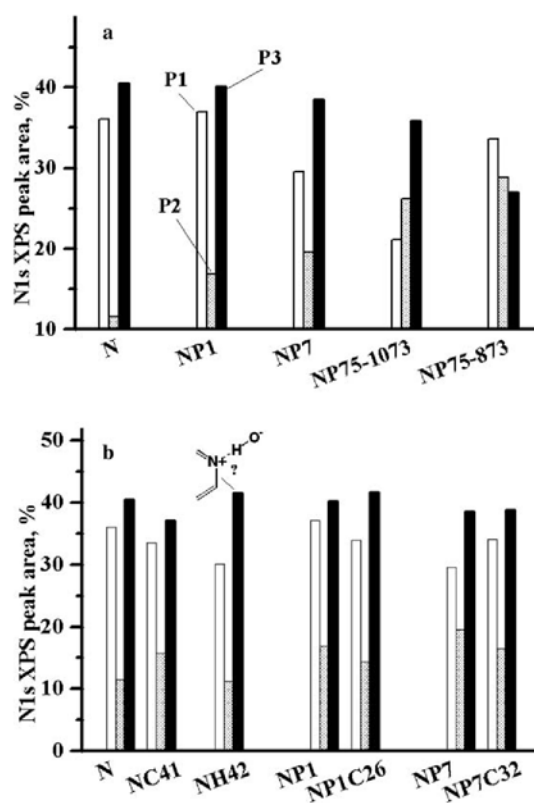 a
P1
P3
P2
N1s XPS peak area, %
40
30
20
10
N
NP1
NP7
NP75-1073
NP75-873
b
N1s XPS peak area, %
50
40
30
20
10
0
H
O-
N+
?
N
NC41
NH42
NP1
NP1C26
NP7
NP7C32